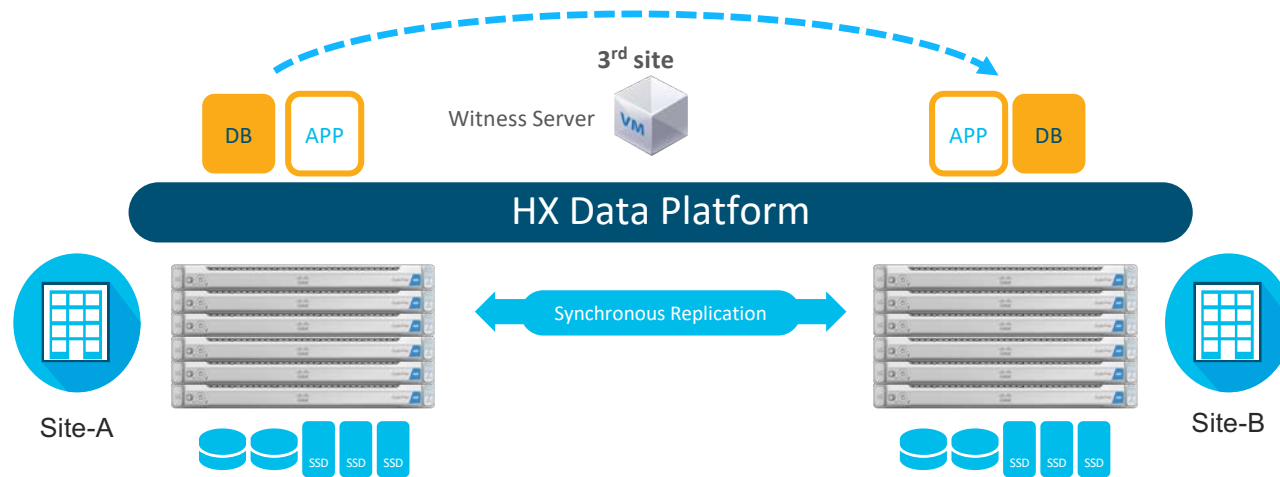 3rd site
Witness Server
VM
DB
APP
APP
DB
HX Data Platform
Synchronous Replication
Site-A
Site-B
SSD
SSD
SSD
SSD
SSD
SSD